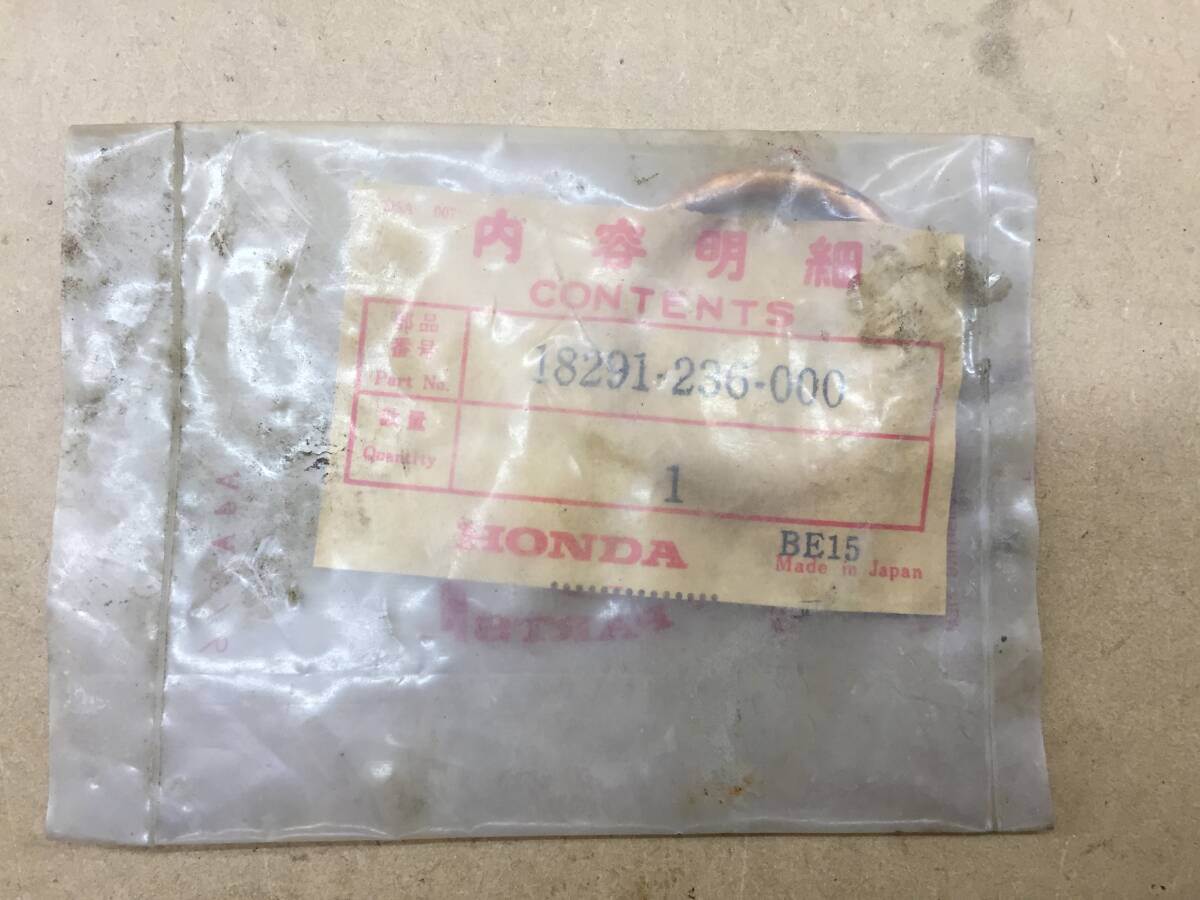 007
内容明細
CONTENTS
部品
番号
Part No.
18291-236-000
数量
Quantity
1
HONDA
BE15
Made in Japan